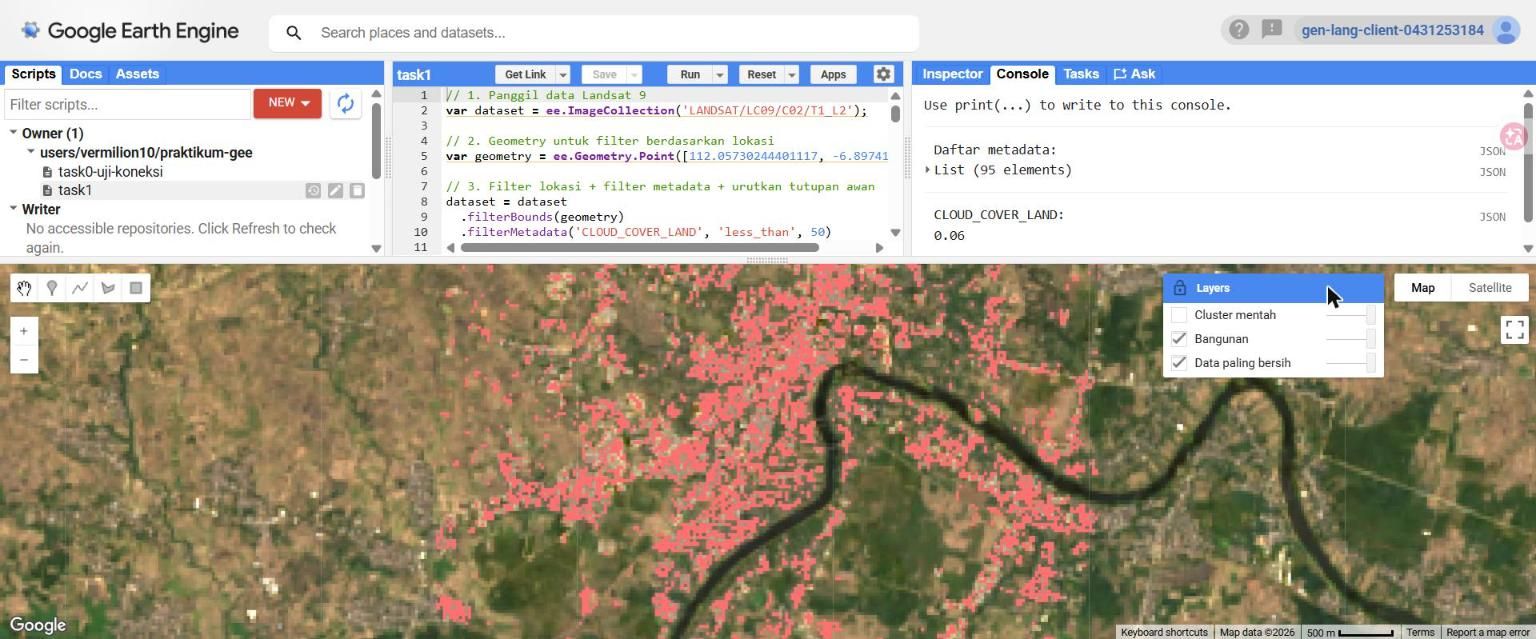 Google Earth Engine
Search places and datasets...
gen-lang-client-0431253184
Scripts Docs Assets
Filter scripts...
NEW
Owner (1)
users/vermilion10/praktikum-gee
task0-uji-koneksi
task1
Writer
No accessible repositories. Click Refresh to check
again.
task1
Get Link Save Run Reset Apps
1 // 1. Panggil data Landsat 9
2 var dataset = ee.ImageCollection('LANDSAT/LC09/C02/T1_L2');
3
4 // 2. Geometry untuk filter berdasarkan lokasi
5 var geometry = ee.Geometry.Point([112.05730244401117, -6.89741
6
7 // 3. Filter lokasi + filter metadata + urutkan tutupan awan
8 dataset = dataset
9 .filterBounds(geometry)
10 .filterMetadata('CLOUD_COVER_LAND', 'less_than', 50)
11
Inspector Console Tasks Ask
Use print(...) to write to this console.
Daftar metadata:
JSON
List (95 elements)
JSON
CLOUD_COVER_LAND:
JSON
0.06
Layers
Cluster mentah
Bangunan
Data paling bersih
Map Satellite
+
−
Google
Keyboard shortcuts Map data ©2026 500 m Terms Report a map error